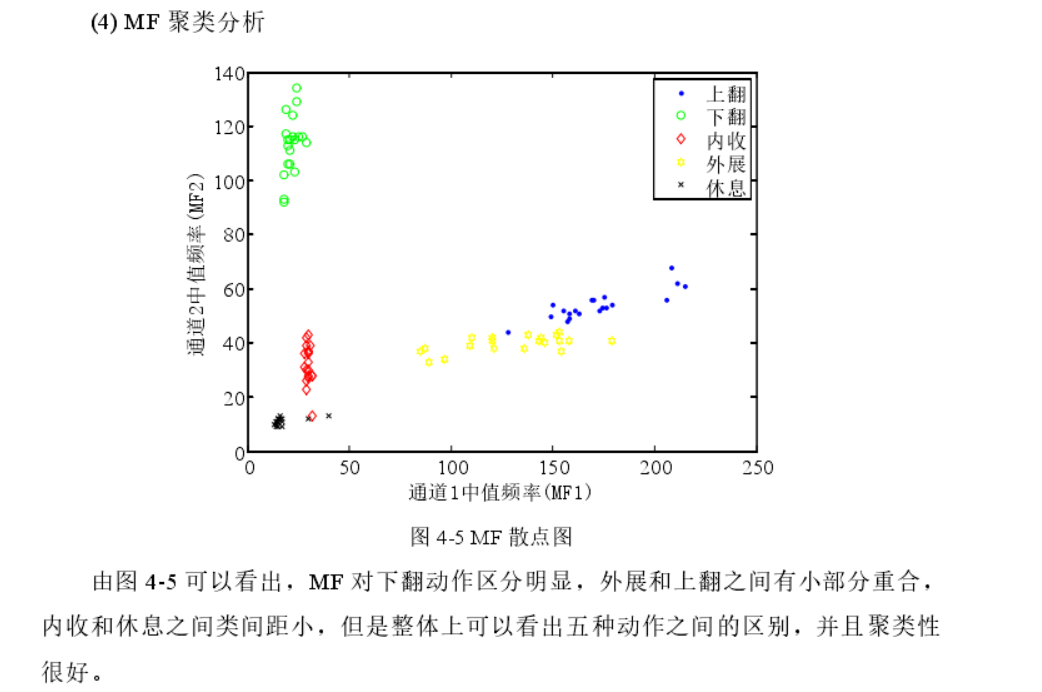 (4) MF 聚类分析
140
120
100
80
60
40
20
0
通道2中值频率(MF2)
上翻
下翻
内收
外展
休息
0 50 100 150 200 250
通道1中值频率(MF1)
图 4-5 MF 散点图
由图 4-5 可以看出，MF 对下翻动作区分明显，外展和上翻之间有小部分重合，
内收和休息之间类间距小，但是整体上可以看出五种动作之间的区别，并且聚类性
很好。